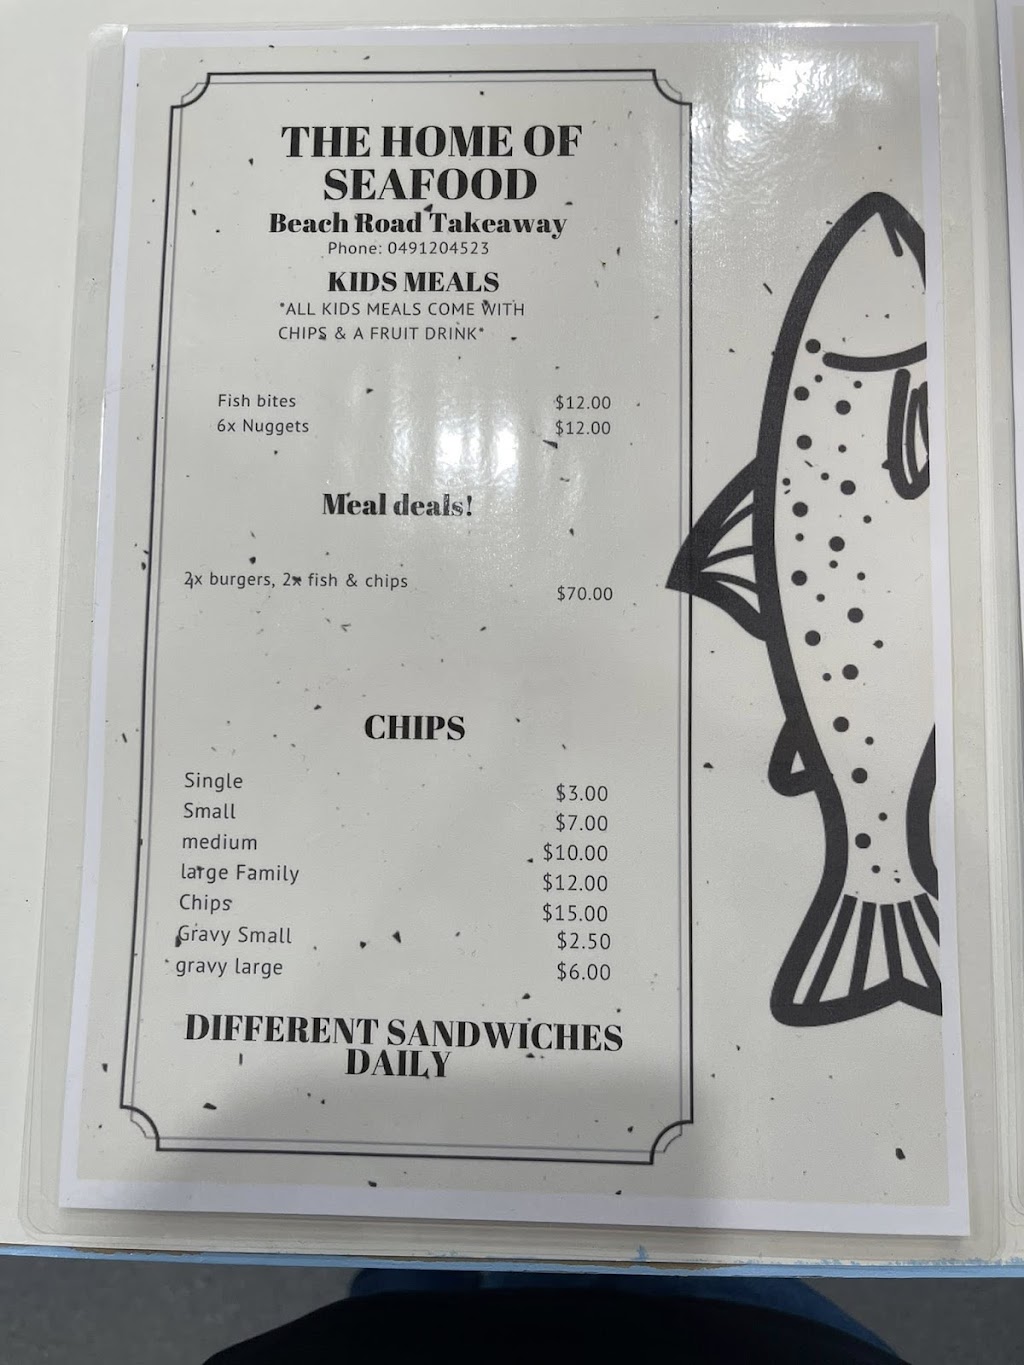 THE HOME OF
SEAFOOD
Beach Road Takeaway
Phone: 0491204523
KIDS MEALS
*ALL KIDS MEALS COME WITH
CHIPS & A FRUIT DRINK*
Fish bites $12.00
6x Nuggets $12.00
Meal deals!
2x burgers, 2x fish & chips $70.00
CHIPS
Single $3.00
Small $7.00
medium $10.00
large Family $12.00
Chips $15.00
Gravy Small $2.50
gravy large $6.00
DIFFERENT SANDWICHES
DAILY